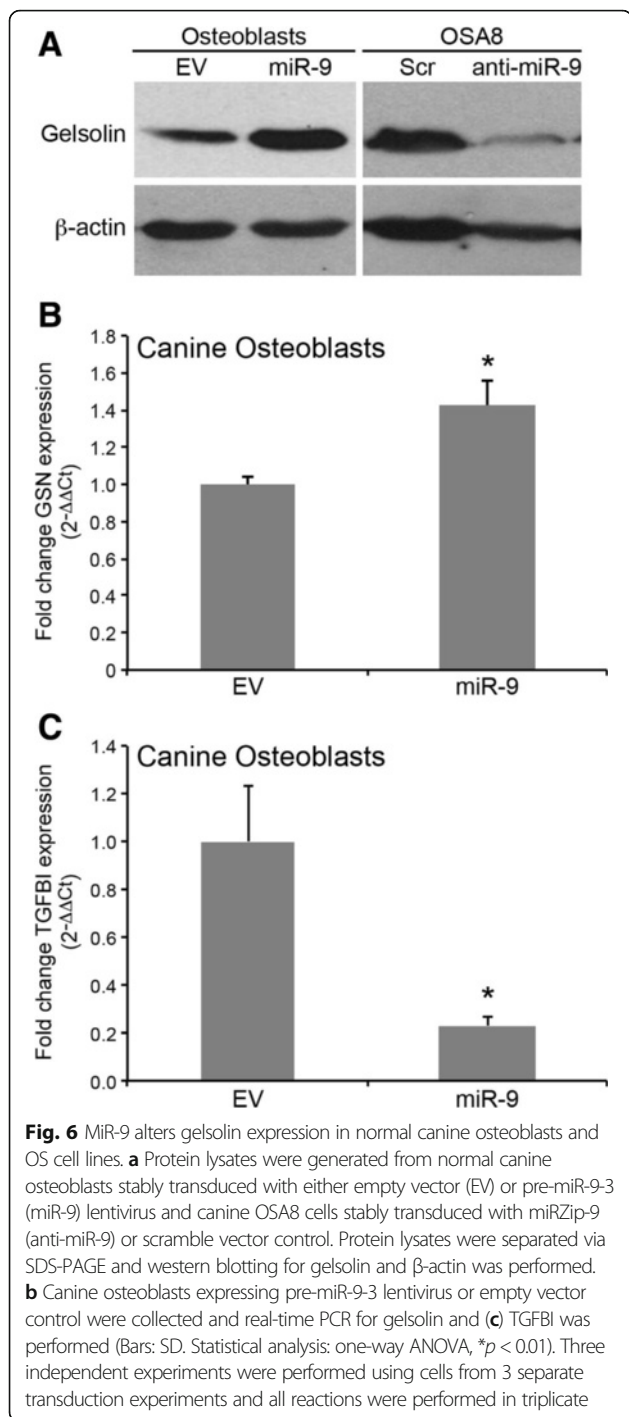 A
Osteoblasts OSA8
EV miR-9 Scr anti-miR-9
Gelsolin
β-actin
B
Canine Osteoblasts
Fold change GSN expression
(2-ΔΔCt)
1.8
1.6
1.4
1.2
1.0
0.8
0.6
0.4
0.2
0
*
EV miR-9
C
Canine Osteoblasts
Fold change TGFBI expression
(2-ΔΔCt)
1.4
1.2
1.0
0.8
0.6
0.4
0.2
0.0
*
EV miR-9
Fig. 6 MiR-9 alters gelsolin expression in normal canine osteoblasts and
OS cell lines. a Protein lysates were generated from normal canine
osteoblasts stably transduced with either empty vector (EV) or pre-miR-9-3
(miR-9) lentivirus and canine OSA8 cells stably transduced with miRZip-9
(anti-miR-9) or scramble vector control. Protein lysates were separated via
SDS-PAGE and western blotting for gelsolin and β-actin was performed.
b Canine osteoblasts expressing pre-miR-9-3 lentivirus or empty vector
control were collected and real-time PCR for gelsolin and (c) TGFBI was
performed (Bars: SD. Statistical analysis: one-way ANOVA, *p < 0.01). Three
independent experiments were performed using cells from 3 separate
transduction experiments and all reactions were performed in triplicate